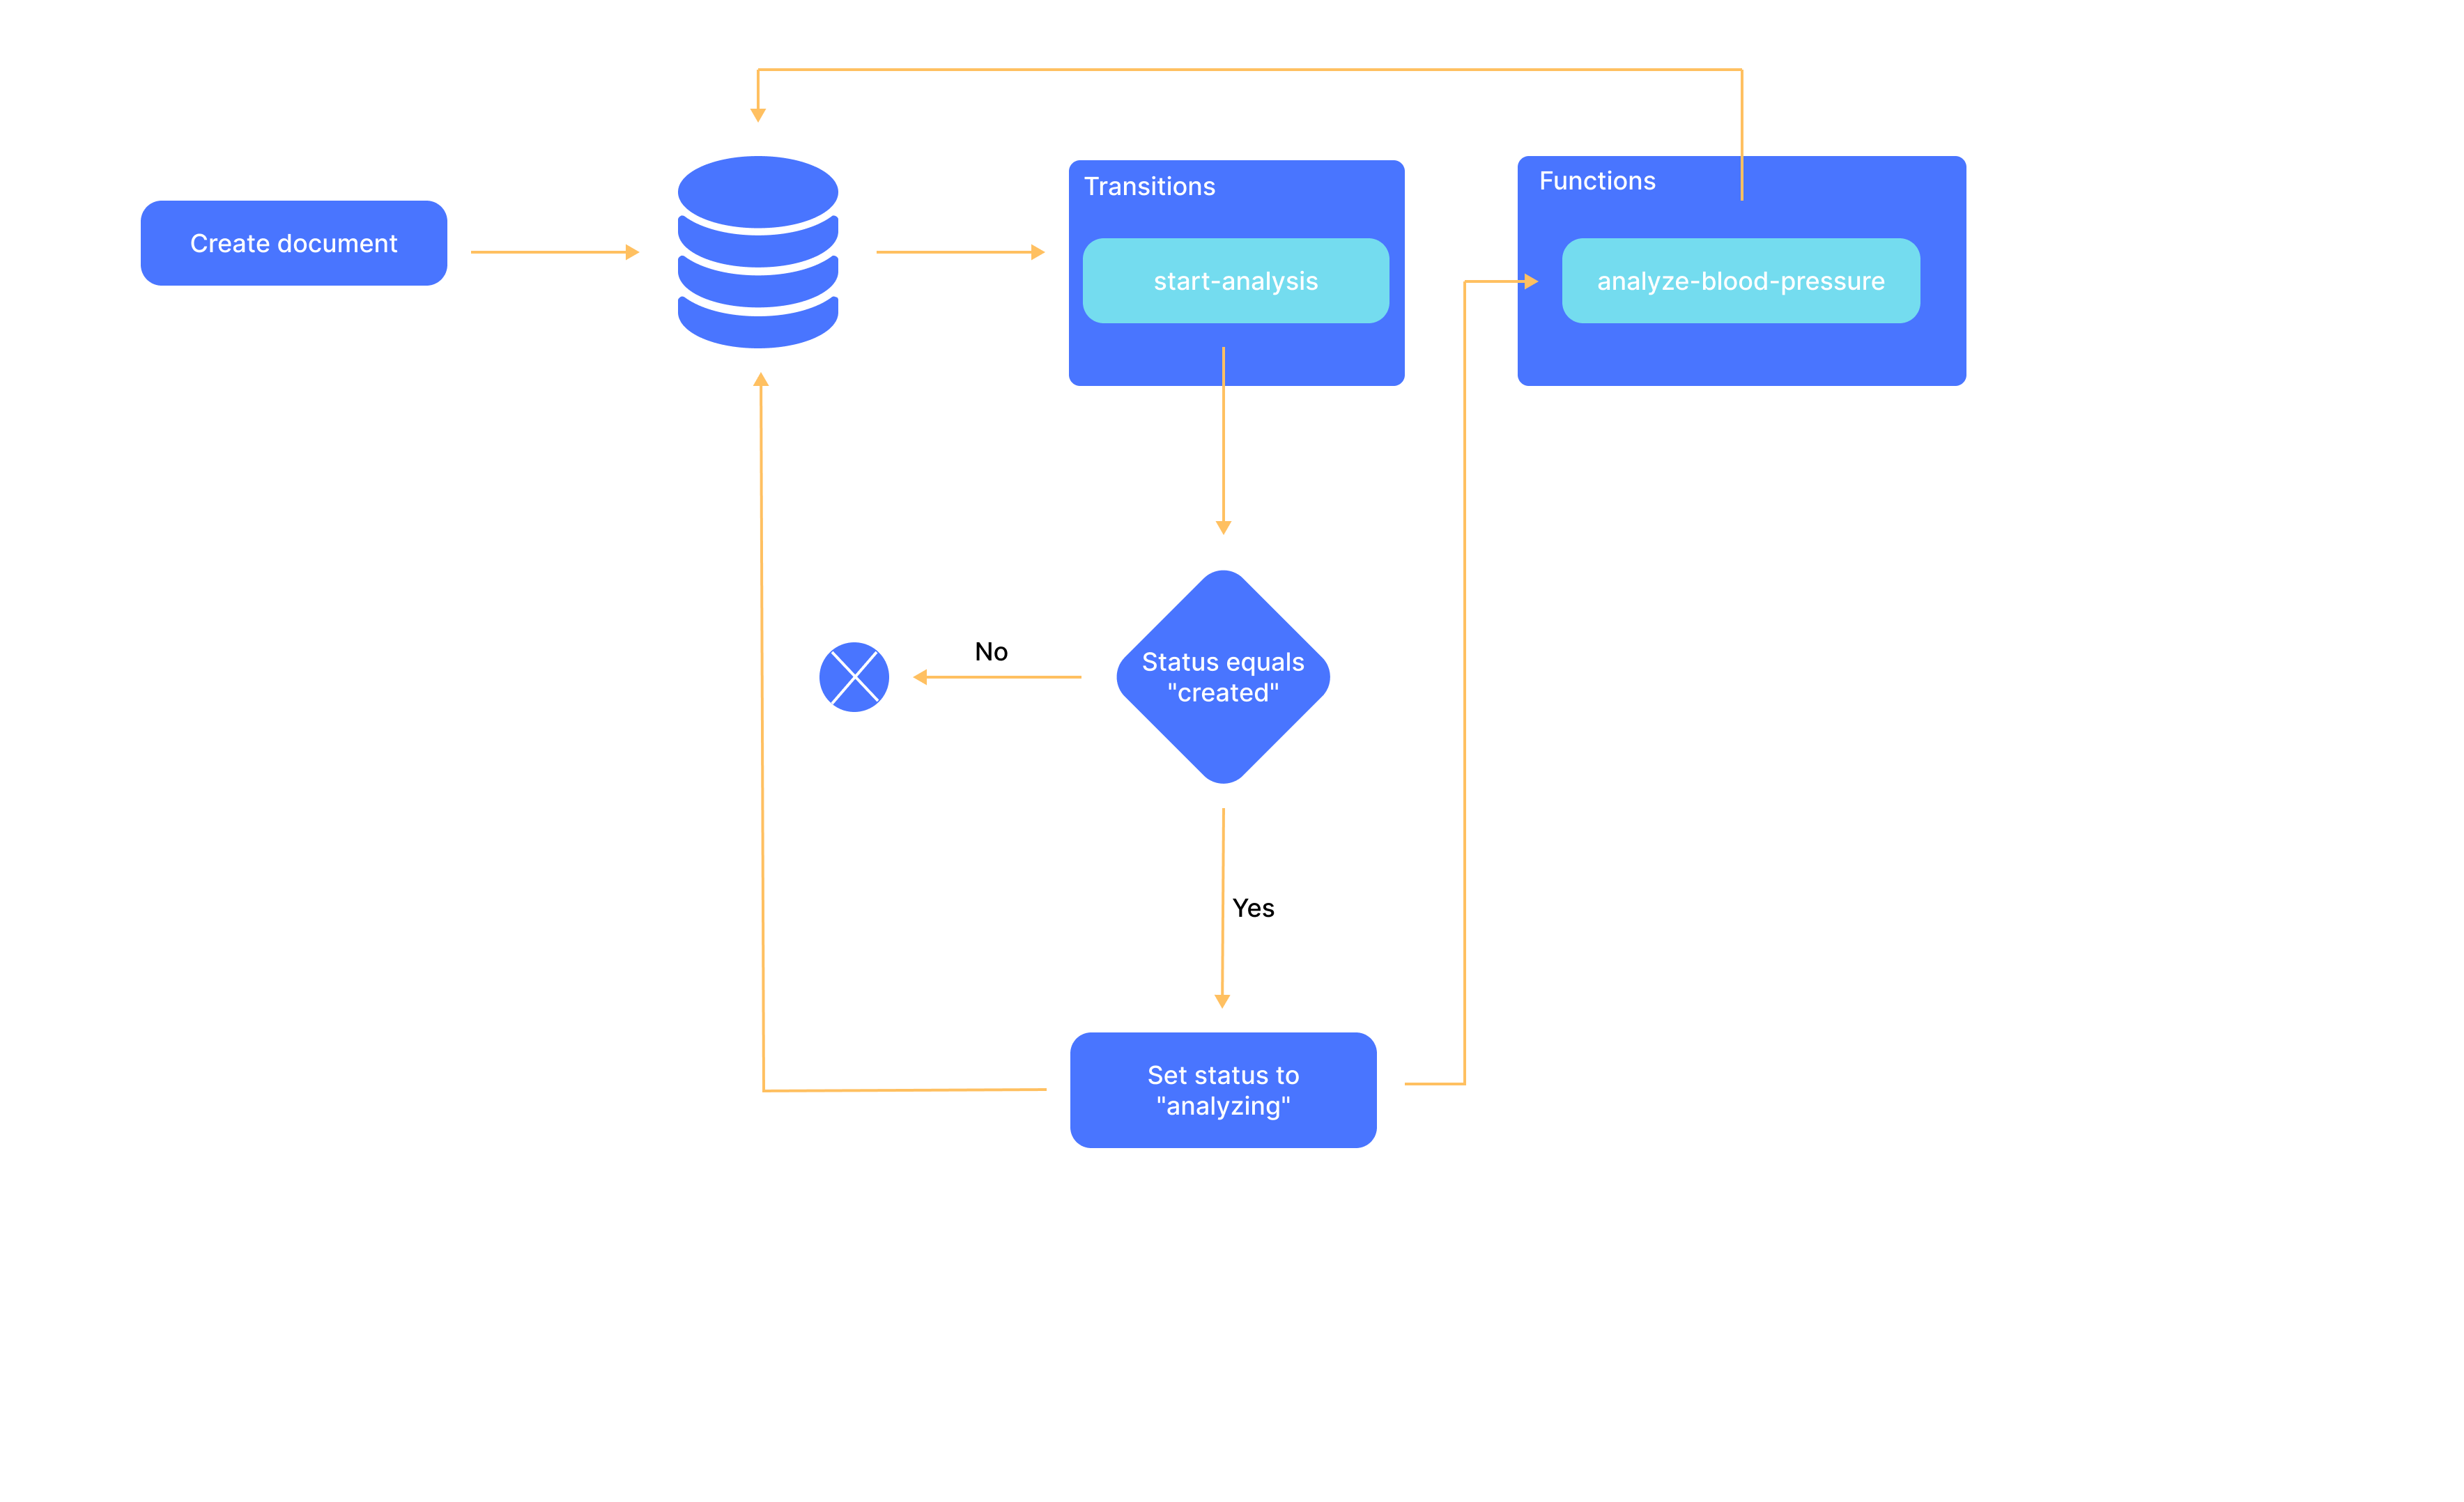 Create document
Transitions
start-analysis
Functions
analyze-blood-pressure
Status equals
"created"
No
Yes
Set status to
"analyzing"